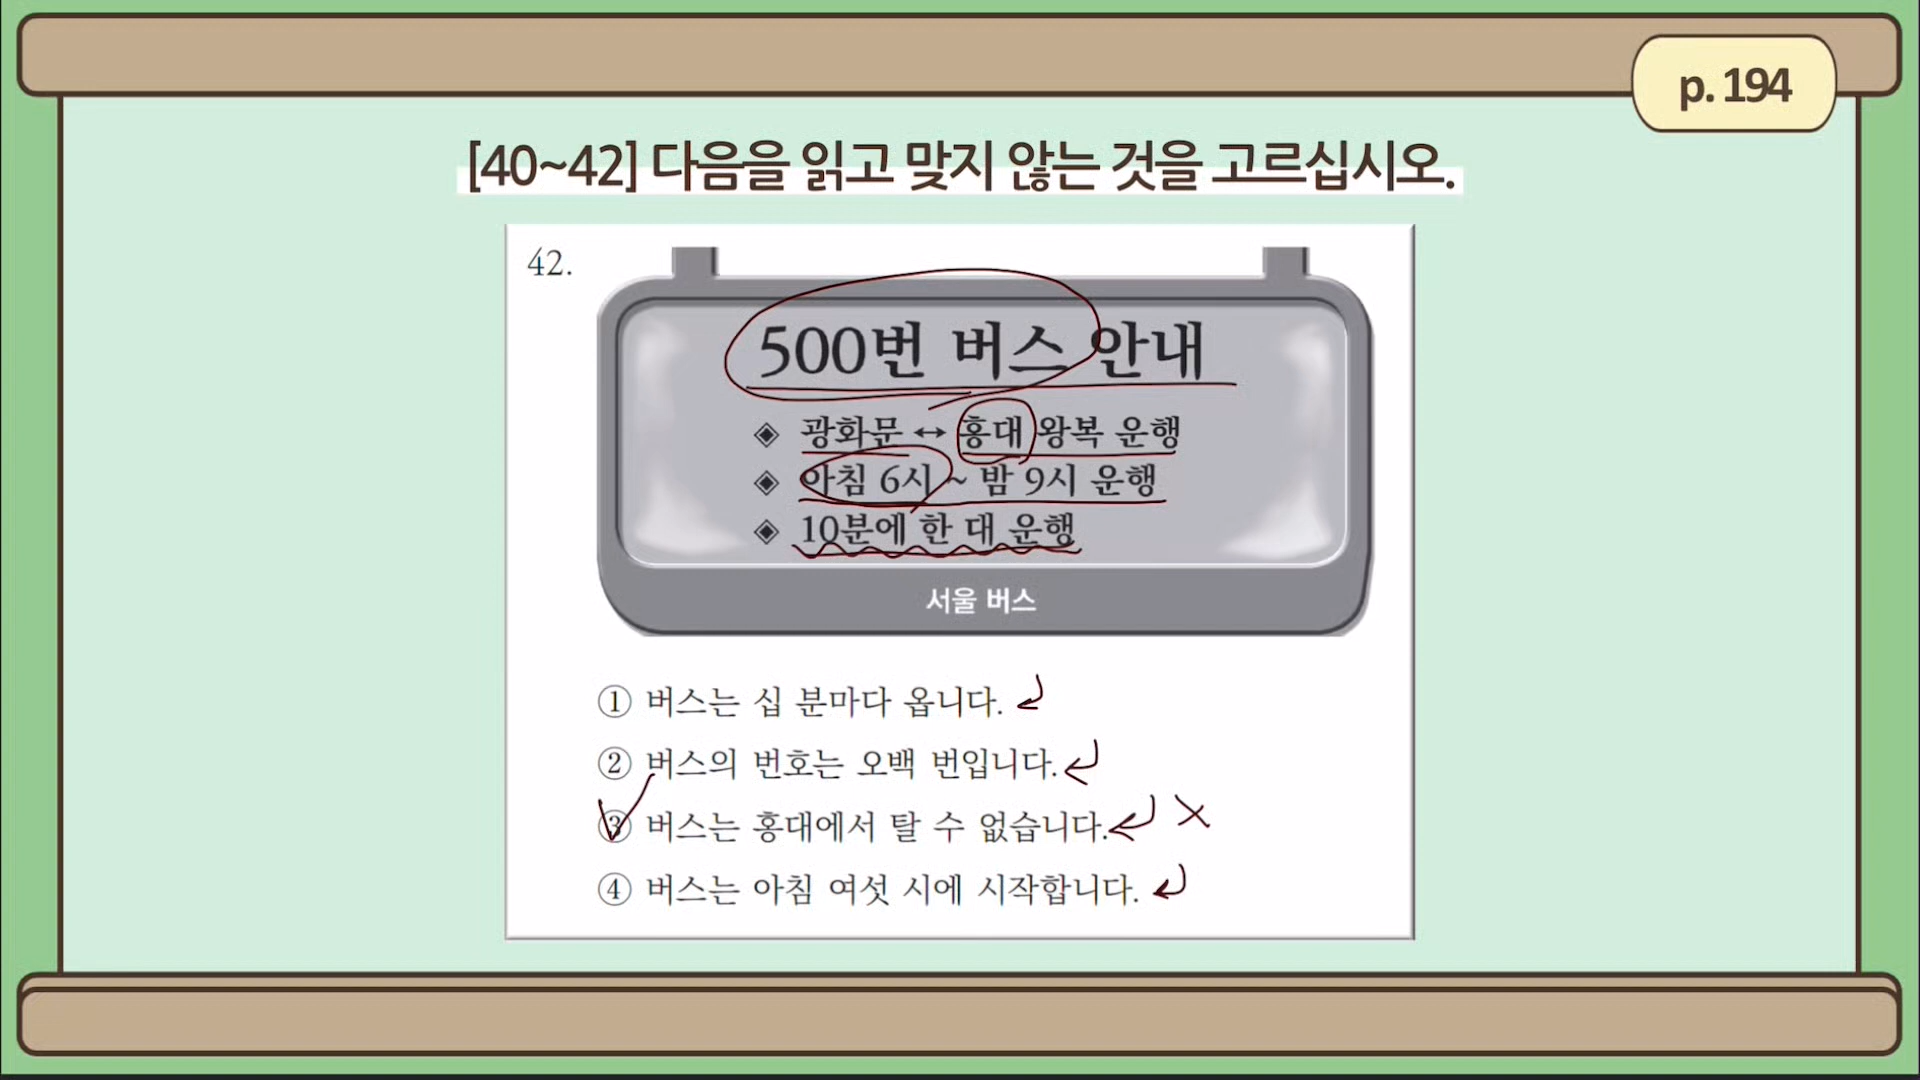 p. 194
[40~42] 다음을 읽고 맞지 않는 것을 고르십시오.
42.
500번 버스 안내
◈ 광화문 ↔ 홍대 왕복 운행
◈ 아침 6시 ~ 밤 9시 운행
◈ 10분에 한 대 운행
서울 버스
① 버스는 십 분마다 옵니다.
② 버스의 번호는 오백 번입니다.
③ 버스는 홍대에서 탈 수 없습니다.
④ 버스는 아침 여섯 시에 시작합니다.